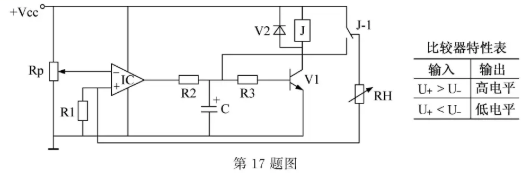 +Vcc
V2
J
J-1
Rp
−
+
IC
R1
R2
+
C
R3
V1
RH
比较器特性表
输入 输出
U+ > U- 高电平
U+ < U- 低电平
第 17 题图